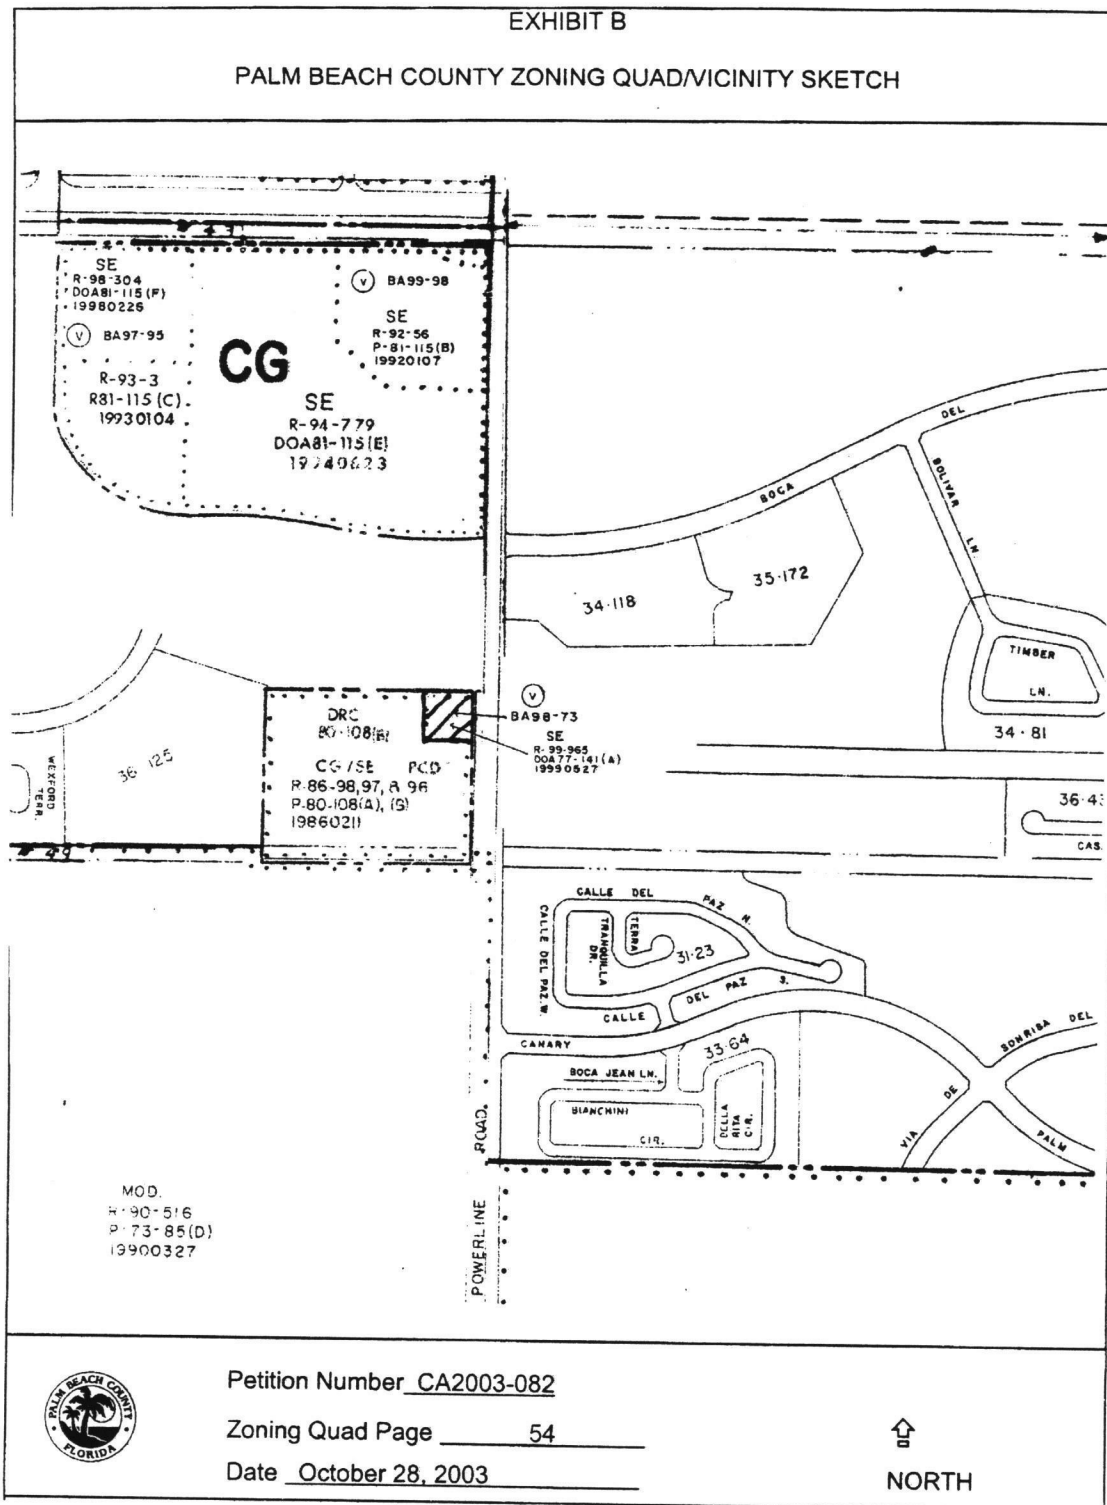 EXHIBIT B
PALM BEACH COUNTY ZONING QUAD/VICINITY SKETCH
SE
R-98-304
DOA81-115(F)
19980226
V BA97-95
R-93-3
R81-115(C)
19930104
CG
SE
R-94-779
DOA81-115(E)
19940623
V BA99-98
SE
R-92-56
P-81-115(B)
19920107
BOCA
DEL
BOLIVAR
LN.
34-118
35-172
TIMBER
LN.
34-81
V
BA98-73
SE
R-99-965
DOA77-141(A)
19990527
DRC
80-108(B)
CG/SE PCD
R-86-98,97, & 96
P-80-108(A), (B)
19860211
36-125
WEXFORD
TERR.
49
36-43
CAS.
CALLE DEL
PAZ N.
CALLE DEL PAZ W.
TRANQUILLA
DR.
TERRA
31-23
CALLE
DEL PAZ S.
CANARY
33-64
BOCA JEAN LN.
BIANCHINI
CIR.
DELLA
RITA
CIR.
SONRISA DEL
VIA DE
PALM
ROAD
POWERLINE
MOD.
R-90-516
P-73-85(D)
19900327
PALM BEACH COUNTY
FLORIDA
Petition Number CA2003-082
Zoning Quad Page 54
Date October 28, 2003
NORTH